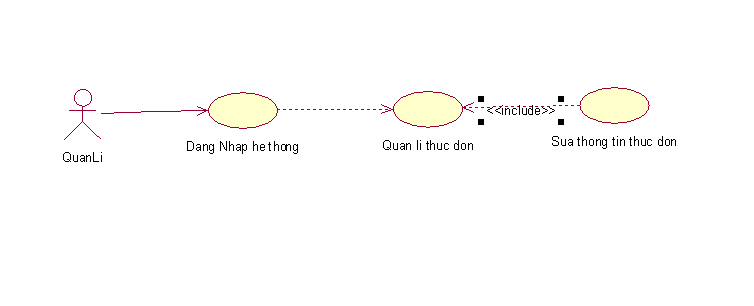 <<include>>
QuanLi
Dang Nhap he thong
Quan li thuc don
Sua thong tin thuc don